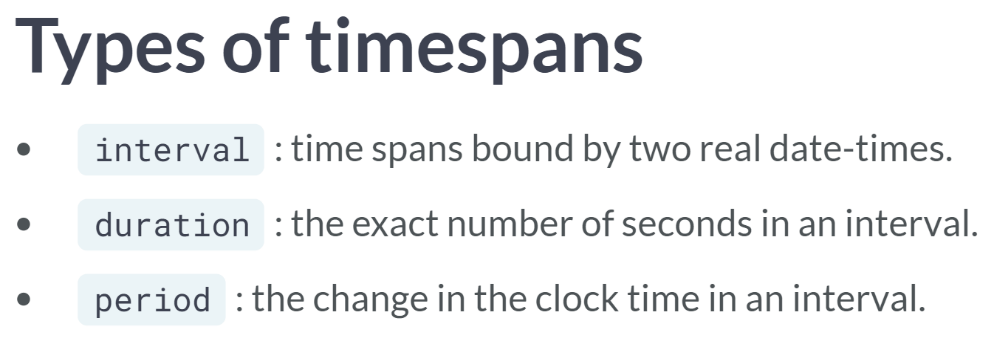 Types of timespans
• interval : time spans bound by two real date-times.
• duration : the exact number of seconds in an interval.
• period : the change in the clock time in an interval.